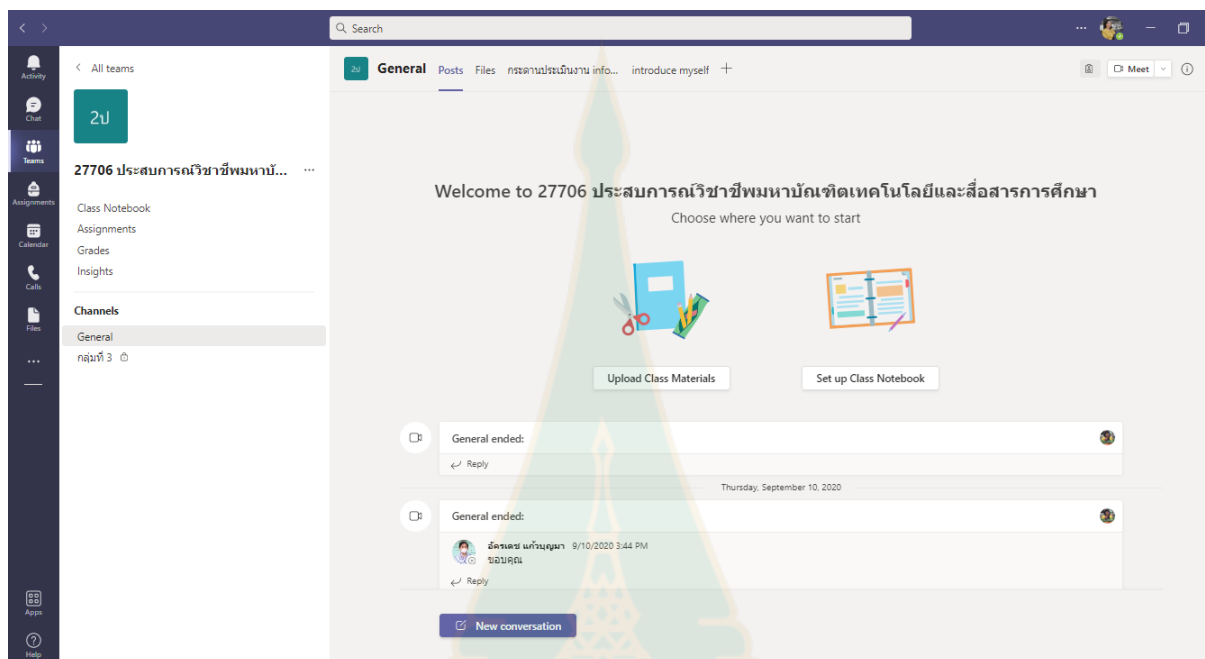 Search
...
Activity
Chat
Teams
Assignments
Calendar
Calls
Files
...
Apps
Help
All teams
2ป
27706 ประสบการณ์วิชาชีพมหาบั... ...
Class Notebook
Assignments
Grades
Insights
Channels
General
กลุ่มที่ 3
2ป General Posts Files กระดานประเมินงาน info... introduce myself +
Meet
Welcome to 27706 ประสบการณ์วิชาชีพมหาบัณฑิตเทคโนโลยีและสื่อสารการศึกษา
Choose where you want to start
Upload Class Materials
Set up Class Notebook
General ended:
Reply
Thursday, September 10, 2020
General ended:
อัครเดช แก้วบุญมา 9/10/2020 3:44 PM
ขอบคุณ
Reply
New conversation